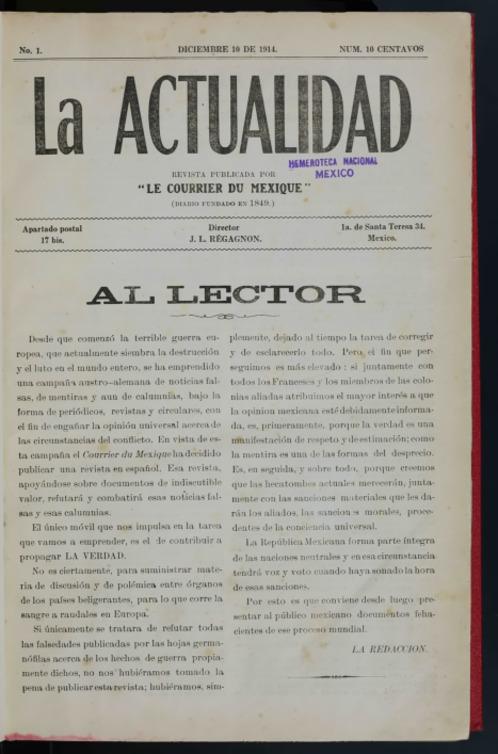 No. 1.
DICIEMBRE 10 DE 1914.
NUM. 10 CENTAVOS
La ACTUALIDAD
HEMEROTECA NACIONAL
MEXICO
REVISTA PUBLICADA POR
"LE COURRIER DU MEXIQUE"
(DIARIO FUNDADO EN 1849.)
Apartado postal
17 bis.
Director
J. L. RÉGAGNON.
1a. de Santa Teresa 34.
Mexico.
AL LECTOR
Desde que comenzó la terrible guerra eu-
ropea, que actualmente siembra la destrucción
y el luto en el mundo entero, se ha emprendido
una campaña austro-alemana de noticias fal-
sas, de mentiras y aun de calumnias, bajo la
forma de periódicos, revistas y circulares, con
el fin de engañar la opinión universal acerca de
las circunstancias del conflicto. En vista de es-
ta campaña el Courrier du Mexique ha decidido
publicar una revista en español. Esa revista,
apoyándose sobre documentos de indiscutible
valor, refutará y combatirá esas noticias fal-
sas y esas calumnias.
El único móvil que nos impulsa en la tarea
que vamos a emprender, es el de contribuir a
propagar LA VERDAD.
No es ciertamente, para suministrar mate-
ria de discusión y de polémica entre órganos
de los países beligerantes, para lo que corre la
sangre a raudales en Europa.
Si únicamente se tratara de refutar todas
las falsedades publicadas por las hojas germa-
nófilas acerca de los hechos de guerra propia-
mente dichos, no nos hubiéramos tomado la
pena de publicar esta revista; hubiéramos, sim-
plemente, dejado al tiempo la tarea de corregir
y de esclarecerlo todo. Pero el fin que per-
seguimos es más elevado: si juntamente con
todos los Franceses y los miembros de las colo-
nias aliadas atribuimos el mayor interés a que
la opinion mexicana esté debidamente informa-
da, es, primeramente, porque la verdad es una
manifestación de respeto y de estimación; como
la mentira es una de las formas del desprecio.
Es, en seguida, y sobre todo, porque creemos
que las hecatombes actuales merecerán, junta-
mente con las sanciones materiales que les da-
rán los aliados, las sanciones morales, proce-
dentes de la conciencia universal.
La República Mexicana forma parte íntegra
de las naciones neutrales y en esa circunstancia
tendrá voz y voto cuando haya sonado la hora
de esas sanciones.
Por esto es que conviene desde luego pre-
sentar al público mexicano documentos feha-
cientes de ese proceso mundial.
LA REDACCION.